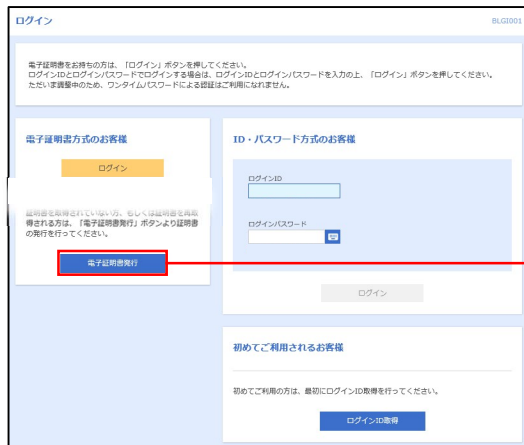 ログイン
BLGI001
電子証明書をお持ちの方は、「ログイン」ボタンを押してください。
ログインIDとログインパスワードでログインする場合は、ログインIDとログインパスワードを入力の上、「ログイン」ボタンを押してください。
ただいま調整中のため、ワンタイムパスワードによる認証はご利用になれません。
電子証明書方式のお客様
ログイン
証明書を取得されていない方、もしくは証明書を再取
得される方は、「電子証明書発行」ボタンより証明書
の発行を行ってください。
電子証明書発行
ID・パスワード方式のお客様
ログインID
ログインパスワード
ログイン
初めてご利用されるお客様
初めてご利用の方は、最初にログインID取得を行ってください。
ログインID取得